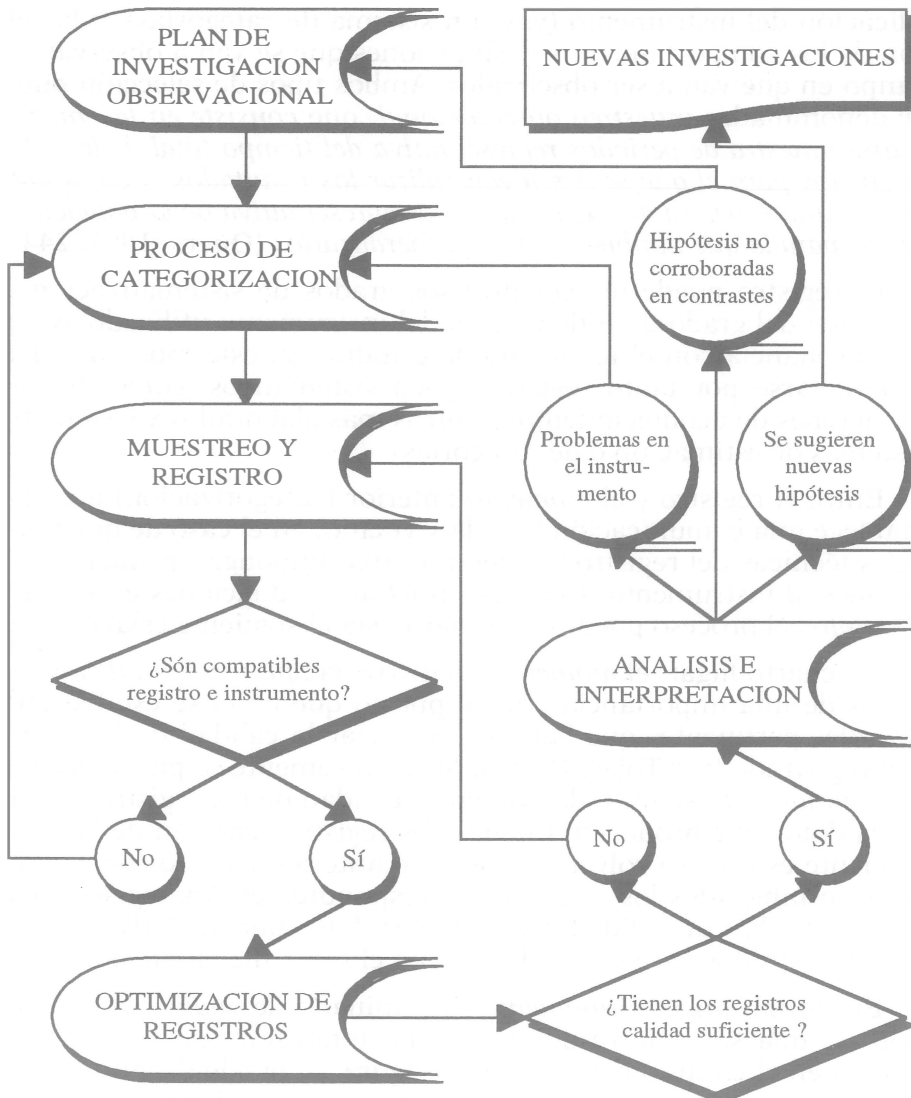 PLAN DE
INVESTIGACION
OBSERVACIONAL
NUEVAS INVESTIGACIONES
PROCESO DE
CATEGORIZACION
Hipótesis no
corroboradas
en contrastes
MUESTREO Y
REGISTRO
Problemas en
el instru-
mento
Se sugieren
nuevas
hipótesis
¿Són compatibles
registro e instrumento?
ANALISIS E
INTERPRETACION
No
Sí
No
Sí
OPTIMIZACION DE
REGISTROS
¿Tienen los registros
calidad suficiente ?